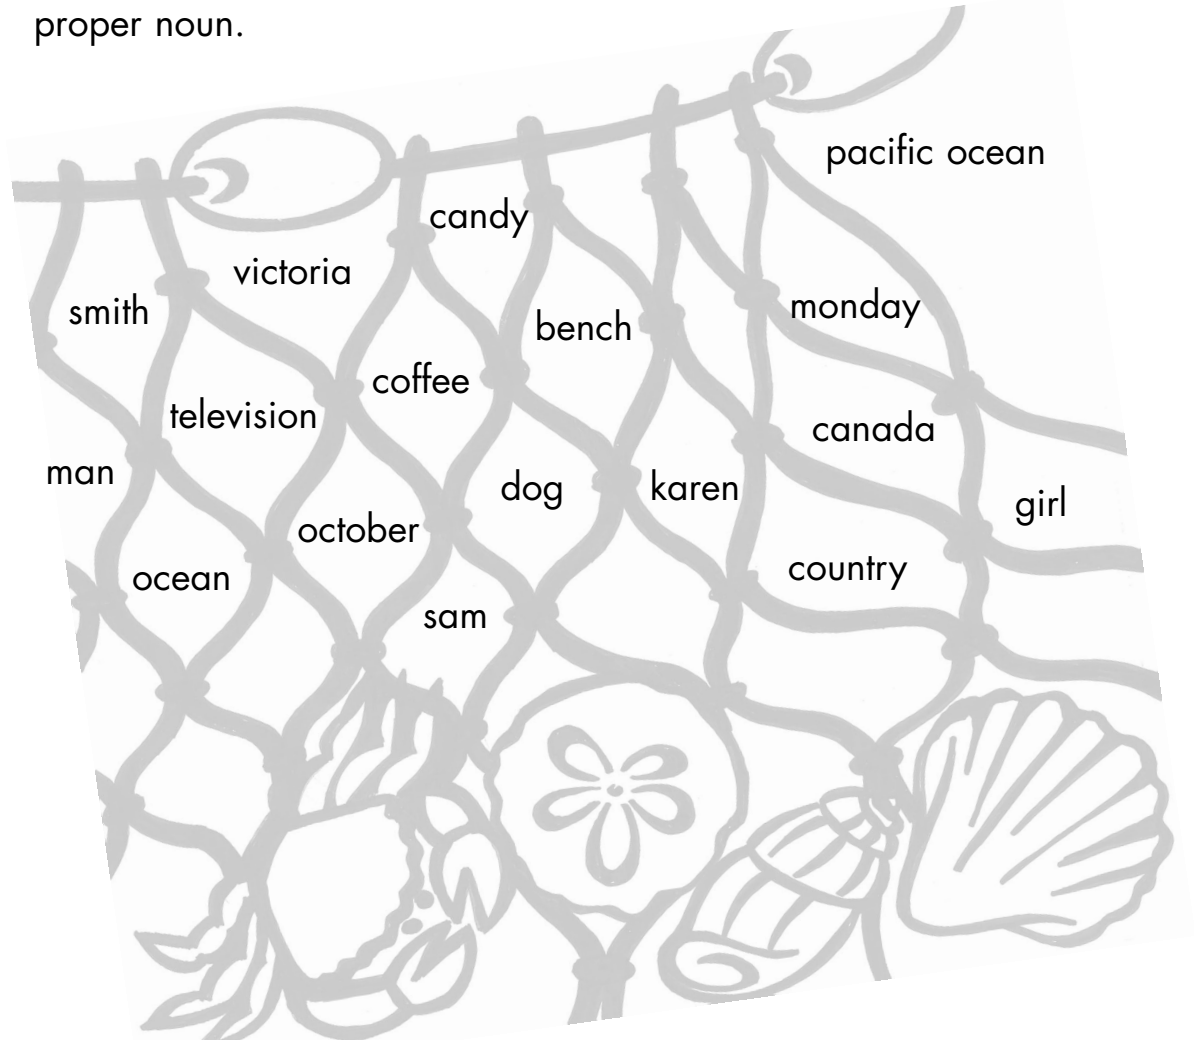 proper noun.
pacific ocean
candy
victoria
smith
monday
bench
coffee
television
canada
man
dog
karen
girl
october
country
ocean
sam